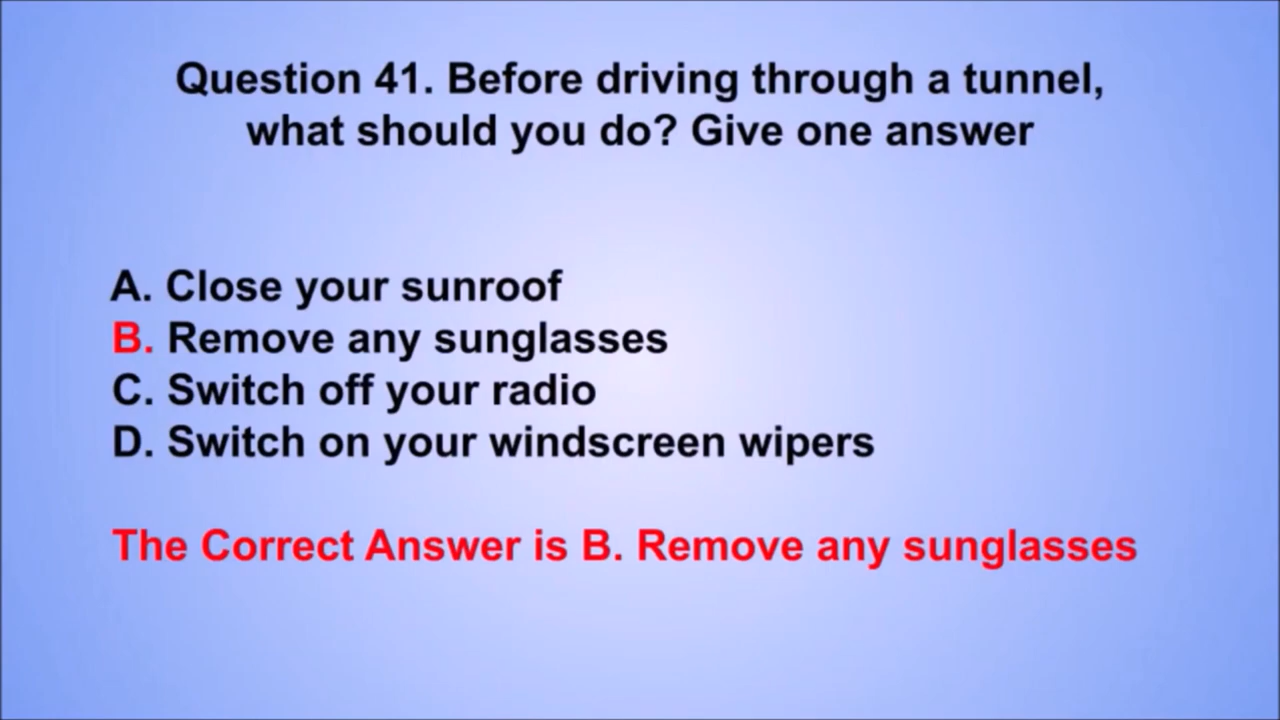 Question 41. Before driving through a tunnel,
what should you do? Give one answer
A. Close your sunroof
B. Remove any sunglasses
C. Switch off your radio
D. Switch on your windscreen wipers
The Correct Answer is B. Remove any sunglasses